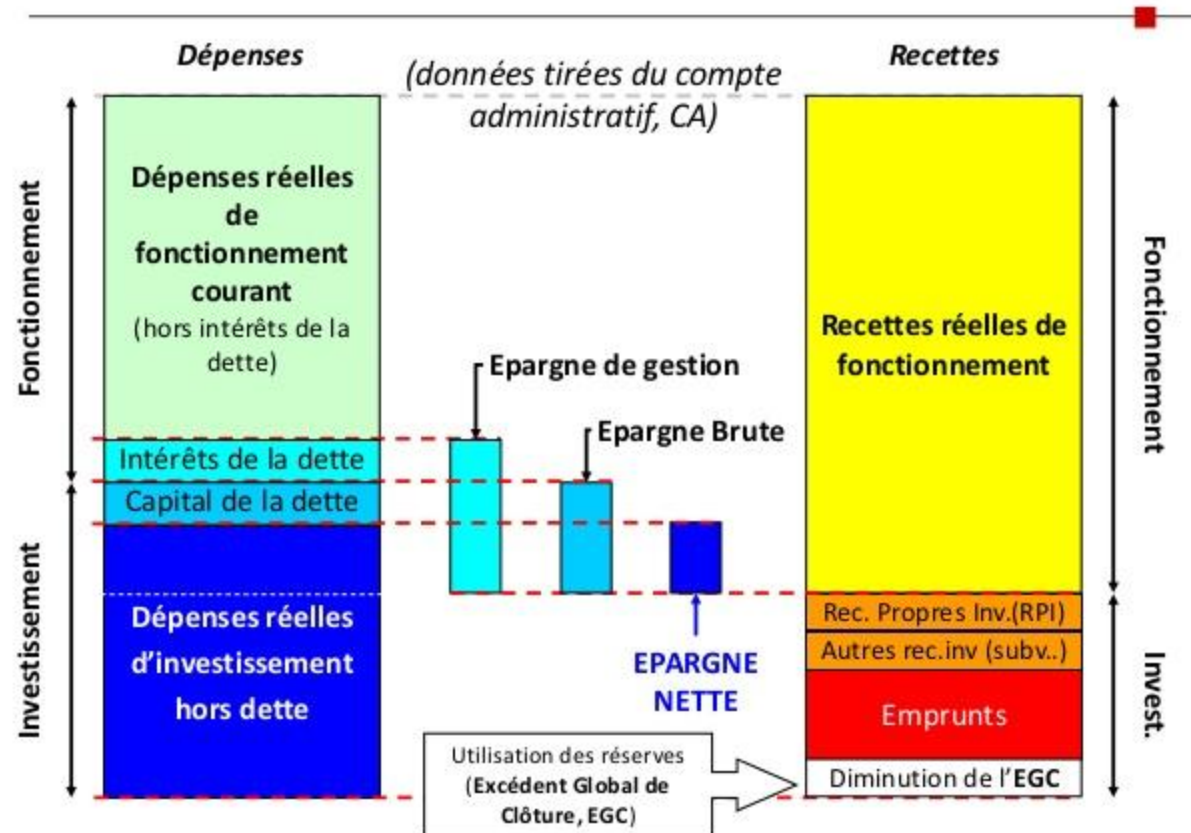 Dépenses
(données tirées du compte
administratif, CA)
Recettes
Fonctionnement
Dépenses réelles
de
fonctionnement
courant
(hors intérêts de la
dette)
Intérêts de la dette
Capital de la dette
Investissement
Dépenses réelles
d'investissement
hors dette
Epargne de gestion
Epargne Brute
EPARGNE
NETTE
Utilisation des réserves
(Excédent Global de
Clôture, EGC)
Recettes réelles de
fonctionnement
Rec. Propres Inv.(RPI)
Autres rec.inv (subv..)
Emprunts
Diminution de l'EGC
Fonctionnement
Invest.